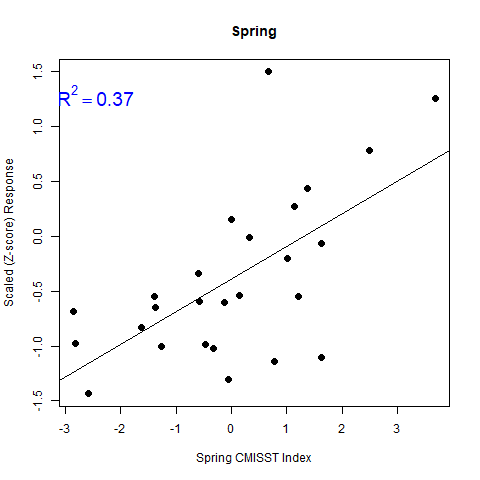 Spring
R² = 0.37
1.5
1.0
0.5
0.0
-0.5
-1.0
-1.5
Scaled (Z-score) Response
-3 -2 -1 0 1 2 3
Spring CMISST Index